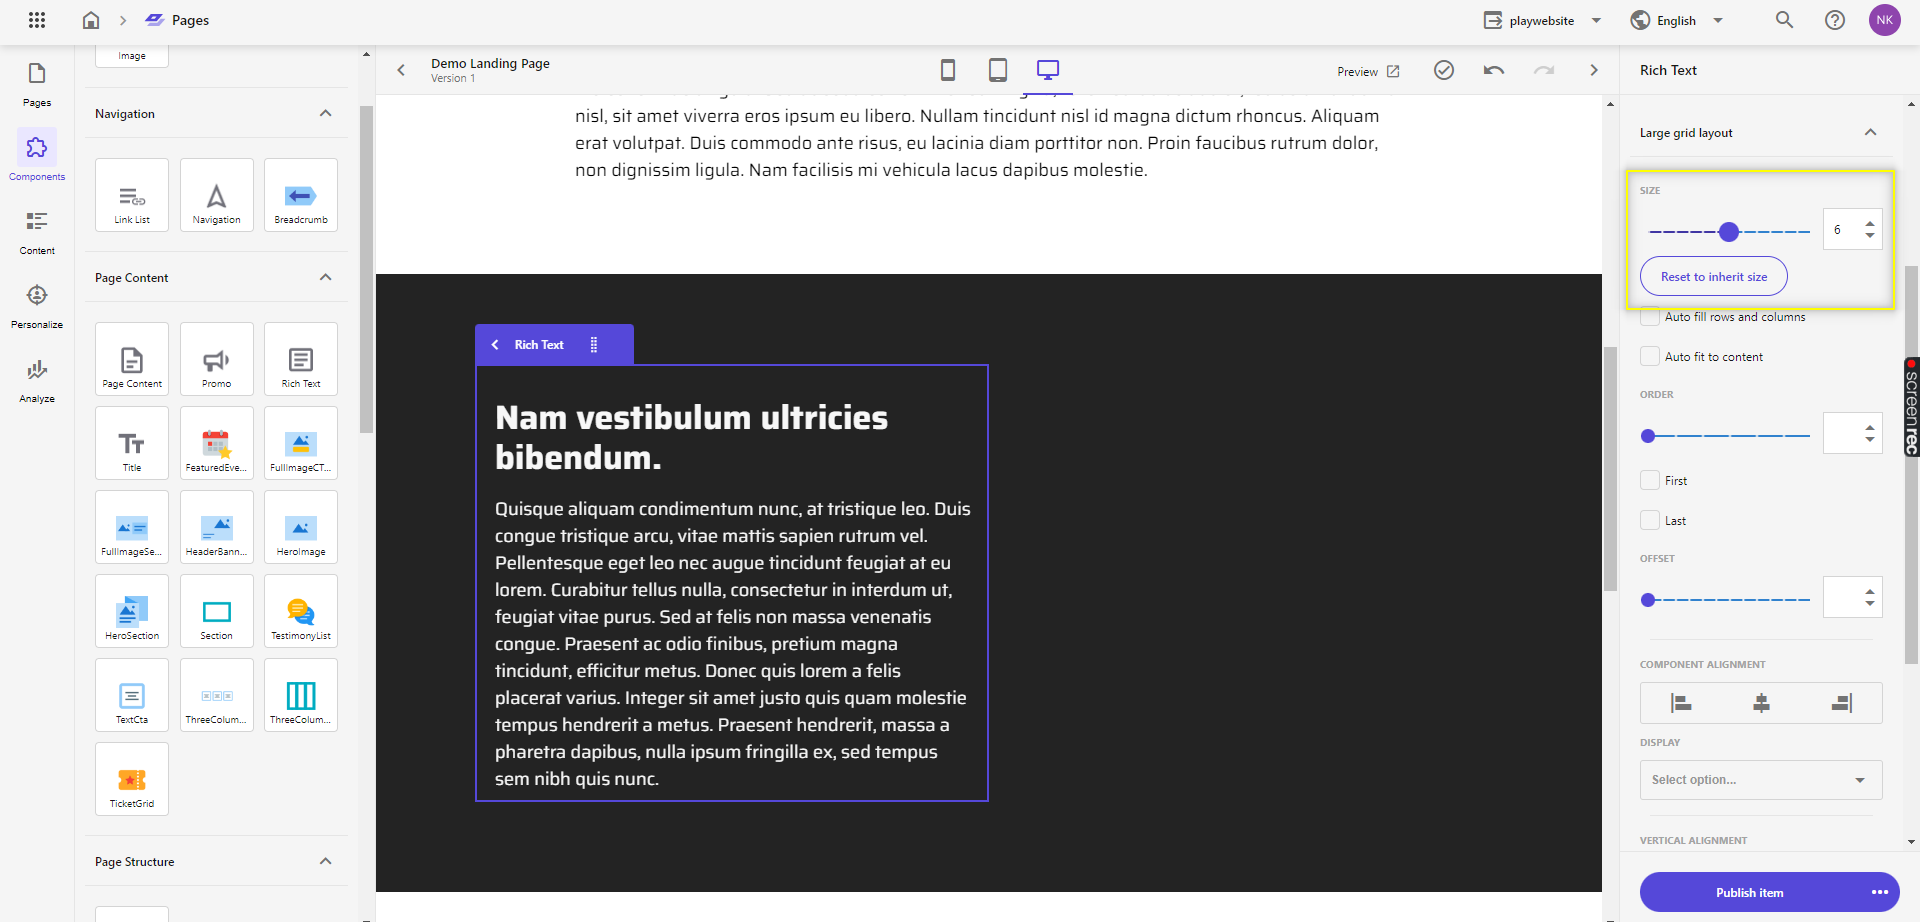 Pages
playwebsite
English
NK
Pages
Components
Content
Personalize
Analyze
Image
Navigation
Link List
Navigation
Breadcrumb
Page Content
Page Content
Promo
Rich Text
Title
FeaturedEve...
FullImageCT...
FullImageSe...
HeaderBann...
HeroImage
HeroSection
Section
TestimonyList
TextCta
ThreeColum...
ThreeColum...
TicketGrid
Page Structure
Demo Landing Page
Version 1
Preview
nisl, sit amet viverra eros ipsum eu libero. Nullam tincidunt nisl id magna dictum rhoncus. Aliquam
erat volutpat. Duis commodo ante risus, eu lacinia diam porttitor non. Proin faucibus rutrum dolor,
non dignissim ligula. Nam facilisis mi vehicula lacus dapibus molestie.
Rich Text
Nam vestibulum ultricies
bibendum.
Quisque aliquam condimentum nunc, at tristique leo. Duis
congue tristique arcu, vitae mattis sapien rutrum vel.
Pellentesque eget leo nec augue tincidunt feugiat at eu
lorem. Curabitur tellus nulla, consectetur in interdum ut,
feugiat vitae purus. Sed at felis non massa venenatis
congue. Praesent ac odio finibus, pretium magna
tincidunt, efficitur metus. Donec quis lorem a felis
placerat varius. Integer sit amet justo quis quam molestie
tempus hendrerit a metus. Praesent hendrerit, massa a
pharetra dapibus, nulla ipsum fringilla ex, sed tempus
sem nibh quis nunc.
Rich Text
Large grid layout
SIZE
6
Reset to inherit size
Auto fill rows and columns
Auto fit to content
ORDER
First
Last
OFFSET
COMPONENT ALIGNMENT
DISPLAY
Select option...
VERTICAL ALIGNMENT
Publish item
screenrec